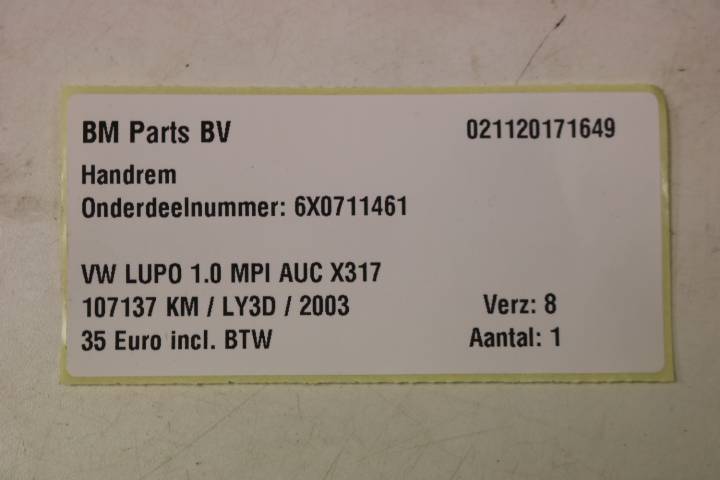 BM Parts BV 021120171649
Handrem
Onderdeelnummer: 6X0711461
VW LUPO 1.0 MPI AUC X317
107137 KM / LY3D / 2003 Verz: 8
35 Euro incl. BTW Aantal: 1